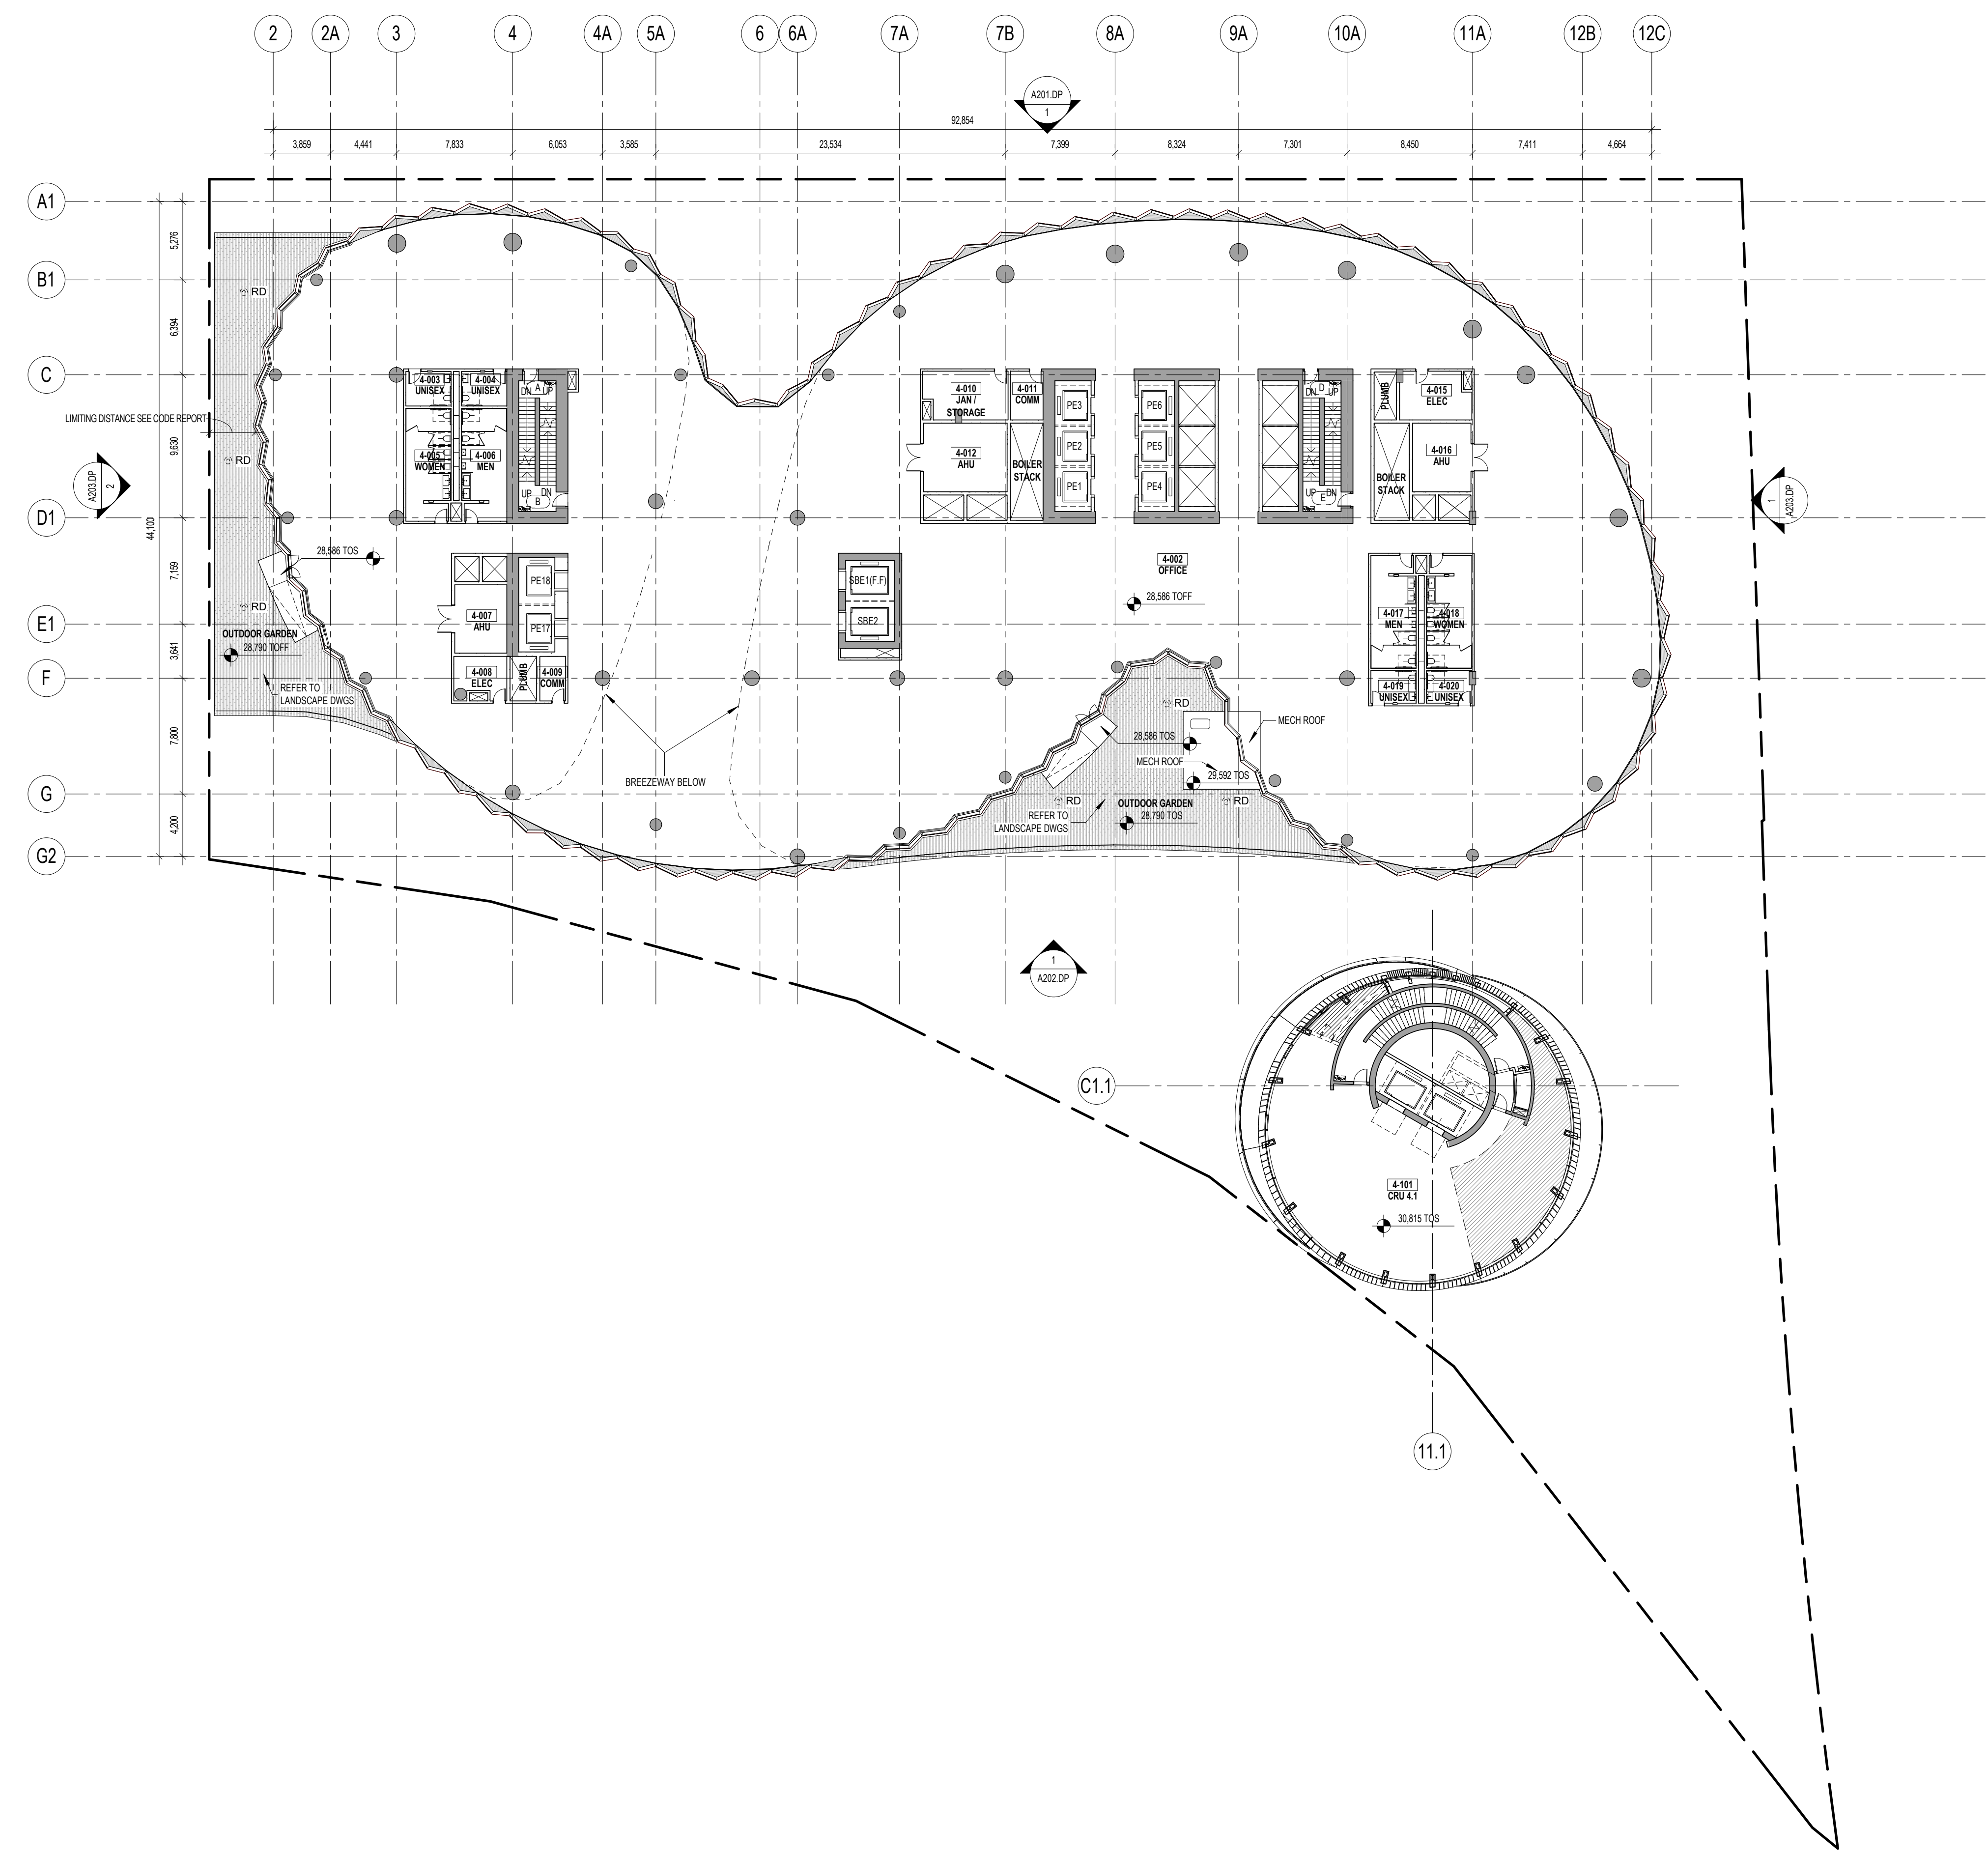 2 2A 3 4 4A 5A 6 6A 7A 7B 8A 9A 10A 11A 12B 12C
A201.DP
1
92,854
3,859 4,441 7,833 6,053 3,585 23,534 7,399 8,324 7,301 8,450 7,411 4,664
A1
5,276
B1
RD
6,394
C
4-003
UNISEX
4-004
UNISEX
DN A UP
4-010
JAN /
STORAGE
4-011
COMM
PE3
PE6
DN D UP
PLUMB
4-015
ELEC
LIMITING DISTANCE SEE CODE REPORT
9,630
RD
4-005
WOMEN
4-006
MEN
4-012
AHU
BOILER
STACK
PE2
PE5
4-016
AHU
BOILER
STACK
A203.DP
2
UP DN
B
PE1
PE4
UP DN
E
1
A203.DP
D1
44,100
28,586 TOS
7,159
PE18
SBE1(F.F)
4-002
OFFICE
28,586 TOFF
RD
4-007
AHU
PE17
SBE2
4-017
MEN
4-018
WOMEN
E1
OUTDOOR GARDEN
28,790 TOFF
3,641
F
4-008
ELEC
PLUMB
4-009
COMM
4-019
UNISEX
4-020
UNISEX
REFER TO
LANDSCAPE DWGS
RD
MECH ROOF
28,586 TOS
7,800
MECH ROOF
29,592 TOS
BREEZEWAY BELOW
G
RD
OUTDOOR GARDEN
RD
REFER TO
LANDSCAPE DWGS
28,790 TOS
4,200
G2
1
A202.DP
C1.1
4-101
CRU 4.1
30,815 TOS
11.1